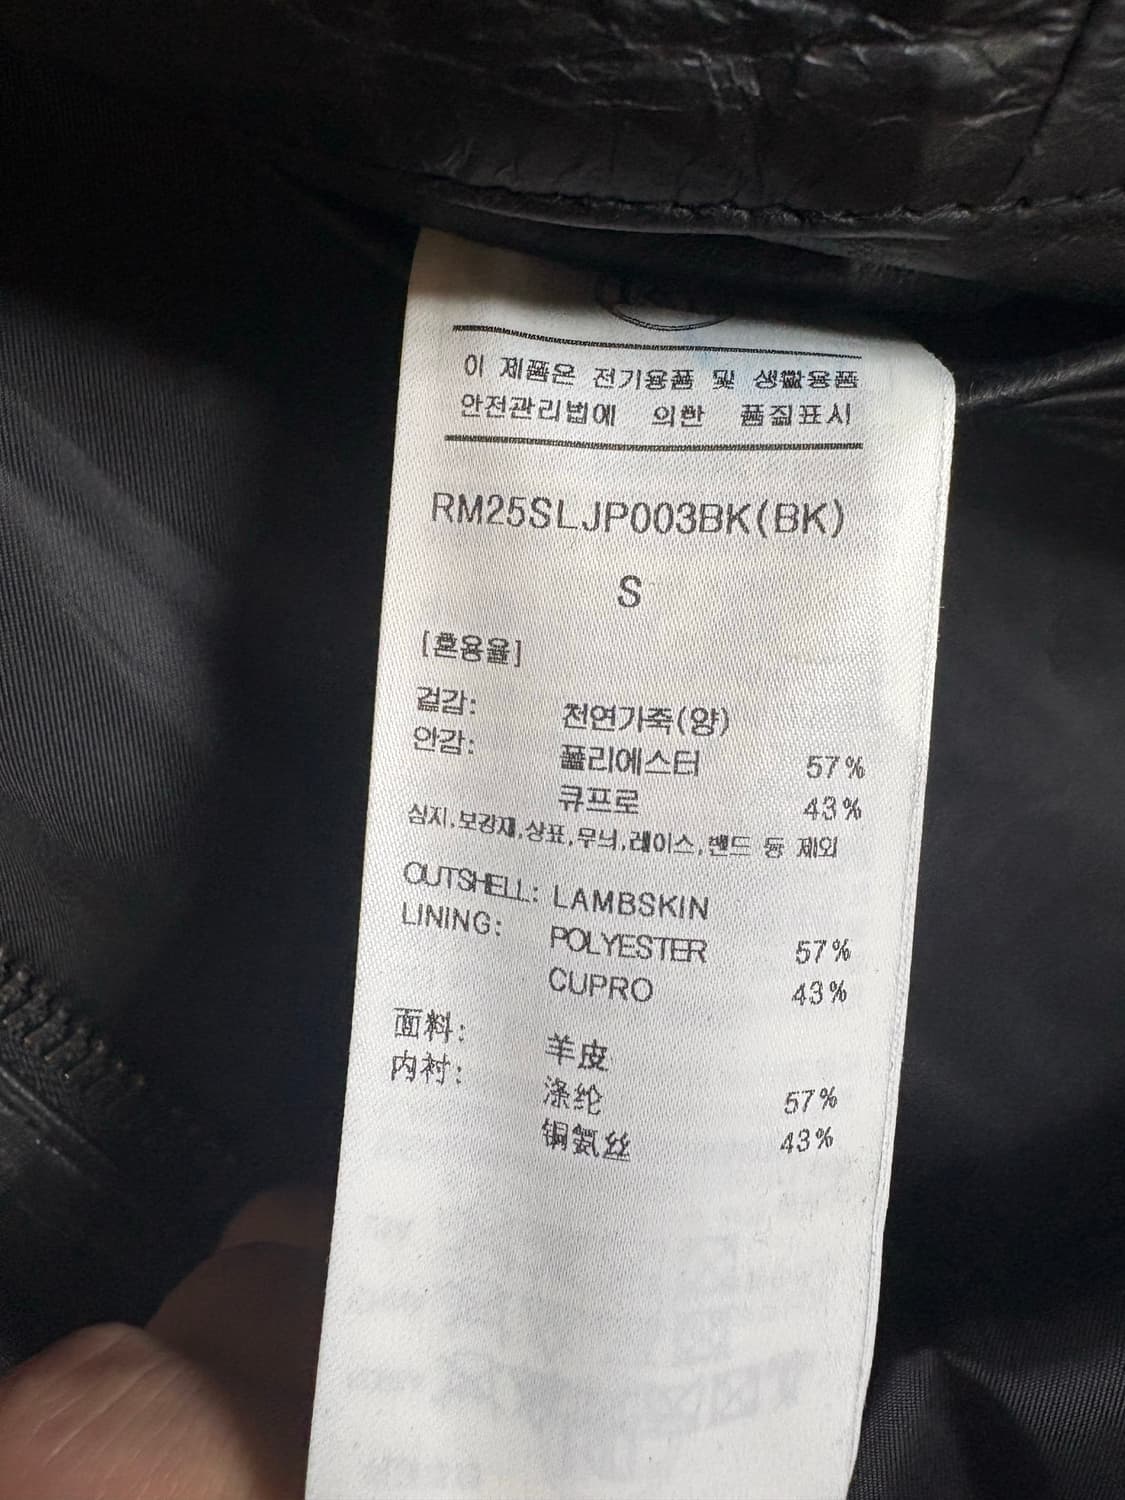 이 제품은 전기용품 및 생활용품
안전관리법에 의한 품질표시
RM25SLJP003BK(BK)
S
[혼용율]
겉감: 천연가죽(양)
안감: 폴리에스터 57%
큐프로 43%
심지,보강재,상표,무늬,레이스,밴드 등 제외
OUTSHELL: LAMBSKIN
LINING: POLYESTER 57%
CUPRO 43%
面料: 羊皮
内衬: 涤纶 57%
铜氨丝 43%